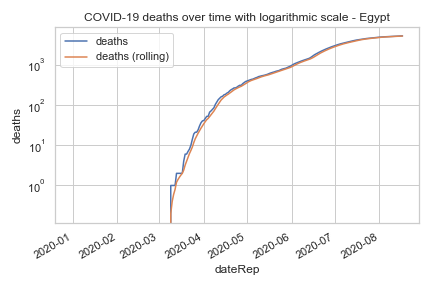 COVID-19 deaths over time with logarithmic scale - Egypt
deaths
deaths (rolling)
10³
10²
10¹
10⁰
deaths
2020-01
2020-02
2020-03
2020-04
2020-05
2020-06
2020-07
2020-08
dateRep